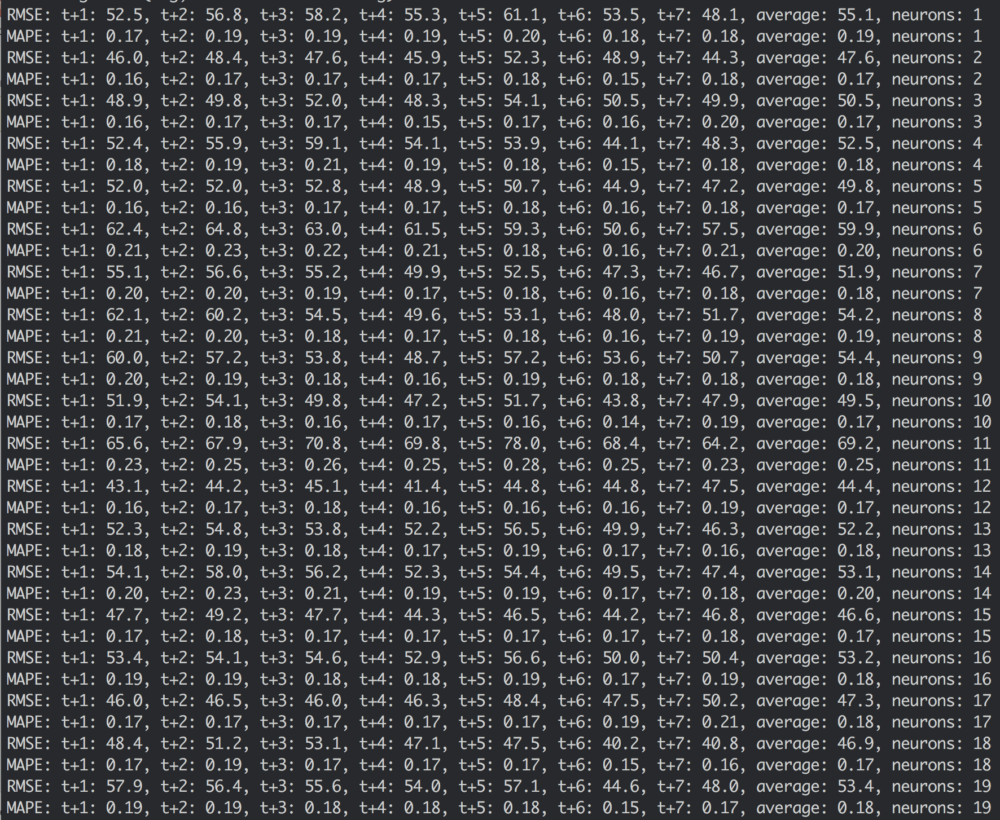 RMSE: t+1: 52.5, t+2: 56.8, t+3: 58.2, t+4: 55.3, t+5: 61.1, t+6: 53.5, t+7: 48.1, average: 55.1, neurons: 1
MAPE: t+1: 0.17, t+2: 0.19, t+3: 0.19, t+4: 0.19, t+5: 0.20, t+6: 0.18, t+7: 0.18, average: 0.19, neurons: 1
RMSE: t+1: 46.0, t+2: 48.4, t+3: 47.6, t+4: 45.9, t+5: 52.3, t+6: 48.9, t+7: 44.3, average: 47.6, neurons: 2
MAPE: t+1: 0.16, t+2: 0.17, t+3: 0.17, t+4: 0.17, t+5: 0.18, t+6: 0.15, t+7: 0.18, average: 0.17, neurons: 2
RMSE: t+1: 48.9, t+2: 49.8, t+3: 52.0, t+4: 48.3, t+5: 54.1, t+6: 50.5, t+7: 49.9, average: 50.5, neurons: 3
MAPE: t+1: 0.16, t+2: 0.17, t+3: 0.17, t+4: 0.15, t+5: 0.17, t+6: 0.16, t+7: 0.20, average: 0.17, neurons: 3
RMSE: t+1: 52.4, t+2: 55.9, t+3: 59.1, t+4: 54.1, t+5: 53.9, t+6: 44.1, t+7: 48.3, average: 52.5, neurons: 4
MAPE: t+1: 0.18, t+2: 0.19, t+3: 0.21, t+4: 0.19, t+5: 0.18, t+6: 0.15, t+7: 0.18, average: 0.18, neurons: 4
RMSE: t+1: 52.0, t+2: 52.0, t+3: 52.8, t+4: 48.9, t+5: 50.7, t+6: 44.9, t+7: 47.2, average: 49.8, neurons: 5
MAPE: t+1: 0.16, t+2: 0.16, t+3: 0.17, t+4: 0.17, t+5: 0.18, t+6: 0.16, t+7: 0.18, average: 0.17, neurons: 5
RMSE: t+1: 62.4, t+2: 64.8, t+3: 63.0, t+4: 61.5, t+5: 59.3, t+6: 50.6, t+7: 57.5, average: 59.9, neurons: 6
MAPE: t+1: 0.21, t+2: 0.23, t+3: 0.22, t+4: 0.21, t+5: 0.18, t+6: 0.16, t+7: 0.21, average: 0.20, neurons: 6
RMSE: t+1: 55.1, t+2: 56.6, t+3: 55.2, t+4: 49.9, t+5: 52.5, t+6: 47.3, t+7: 46.7, average: 51.9, neurons: 7
MAPE: t+1: 0.20, t+2: 0.20, t+3: 0.19, t+4: 0.17, t+5: 0.18, t+6: 0.16, t+7: 0.18, average: 0.18, neurons: 7
RMSE: t+1: 62.1, t+2: 60.2, t+3: 54.5, t+4: 49.6, t+5: 53.1, t+6: 48.0, t+7: 51.7, average: 54.2, neurons: 8
MAPE: t+1: 0.21, t+2: 0.20, t+3: 0.18, t+4: 0.17, t+5: 0.18, t+6: 0.16, t+7: 0.19, average: 0.19, neurons: 8
RMSE: t+1: 60.0, t+2: 57.2, t+3: 53.8, t+4: 48.7, t+5: 57.2, t+6: 53.6, t+7: 50.7, average: 54.4, neurons: 9
MAPE: t+1: 0.20, t+2: 0.19, t+3: 0.18, t+4: 0.16, t+5: 0.19, t+6: 0.18, t+7: 0.18, average: 0.18, neurons: 9
RMSE: t+1: 51.9, t+2: 54.1, t+3: 49.8, t+4: 47.2, t+5: 51.7, t+6: 43.8, t+7: 47.9, average: 49.5, neurons: 10
MAPE: t+1: 0.17, t+2: 0.18, t+3: 0.16, t+4: 0.17, t+5: 0.16, t+6: 0.14, t+7: 0.19, average: 0.17, neurons: 10
RMSE: t+1: 65.6, t+2: 67.9, t+3: 70.8, t+4: 69.8, t+5: 78.0, t+6: 68.4, t+7: 64.2, average: 69.2, neurons: 11
MAPE: t+1: 0.23, t+2: 0.25, t+3: 0.26, t+4: 0.25, t+5: 0.28, t+6: 0.25, t+7: 0.23, average: 0.25, neurons: 11
RMSE: t+1: 43.1, t+2: 44.2, t+3: 45.1, t+4: 41.4, t+5: 44.8, t+6: 44.8, t+7: 47.5, average: 44.4, neurons: 12
MAPE: t+1: 0.16, t+2: 0.17, t+3: 0.18, t+4: 0.16, t+5: 0.16, t+6: 0.16, t+7: 0.19, average: 0.17, neurons: 12
RMSE: t+1: 52.3, t+2: 54.8, t+3: 53.8, t+4: 52.2, t+5: 56.5, t+6: 49.9, t+7: 46.3, average: 52.2, neurons: 13
MAPE: t+1: 0.18, t+2: 0.19, t+3: 0.18, t+4: 0.17, t+5: 0.19, t+6: 0.17, t+7: 0.16, average: 0.18, neurons: 13
RMSE: t+1: 54.1, t+2: 58.0, t+3: 56.2, t+4: 52.3, t+5: 54.4, t+6: 49.5, t+7: 47.4, average: 53.1, neurons: 14
MAPE: t+1: 0.20, t+2: 0.23, t+3: 0.21, t+4: 0.19, t+5: 0.19, t+6: 0.17, t+7: 0.18, average: 0.20, neurons: 14
RMSE: t+1: 47.7, t+2: 49.2, t+3: 47.7, t+4: 44.3, t+5: 46.5, t+6: 44.2, t+7: 46.8, average: 46.6, neurons: 15
MAPE: t+1: 0.17, t+2: 0.18, t+3: 0.17, t+4: 0.17, t+5: 0.17, t+6: 0.17, t+7: 0.18, average: 0.17, neurons: 15
RMSE: t+1: 53.4, t+2: 54.1, t+3: 54.6, t+4: 52.9, t+5: 56.6, t+6: 50.0, t+7: 50.4, average: 53.2, neurons: 16
MAPE: t+1: 0.19, t+2: 0.19, t+3: 0.18, t+4: 0.18, t+5: 0.19, t+6: 0.17, t+7: 0.19, average: 0.18, neurons: 16
RMSE: t+1: 46.0, t+2: 46.5, t+3: 46.0, t+4: 46.3, t+5: 48.4, t+6: 47.5, t+7: 50.2, average: 47.3, neurons: 17
MAPE: t+1: 0.17, t+2: 0.17, t+3: 0.17, t+4: 0.17, t+5: 0.17, t+6: 0.19, t+7: 0.21, average: 0.18, neurons: 17
RMSE: t+1: 48.4, t+2: 51.2, t+3: 53.1, t+4: 47.1, t+5: 47.5, t+6: 40.2, t+7: 40.8, average: 46.9, neurons: 18
MAPE: t+1: 0.17, t+2: 0.19, t+3: 0.17, t+4: 0.17, t+5: 0.17, t+6: 0.15, t+7: 0.16, average: 0.17, neurons: 18
RMSE: t+1: 57.9, t+2: 56.4, t+3: 55.6, t+4: 54.0, t+5: 57.1, t+6: 44.6, t+7: 48.0, average: 53.4, neurons: 19
MAPE: t+1: 0.19, t+2: 0.19, t+3: 0.18, t+4: 0.18, t+5: 0.18, t+6: 0.15, t+7: 0.17, average: 0.18, neurons: 19